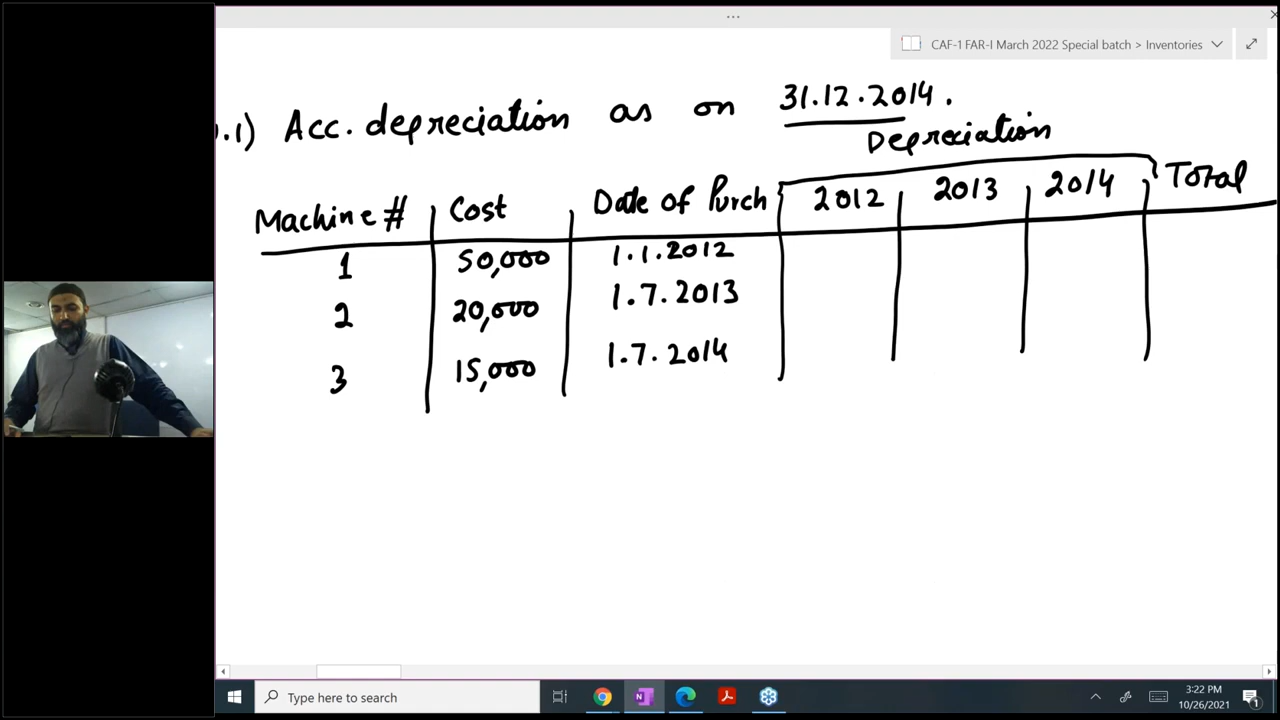 CAF-1 FAR-I March 2022 Special batch > Inventories
.1) Acc. depreciation as on 31.12.2014.
Depreciation
Machine # Cost Date of Purch 2012 2013 2014 Total
1 50,000 1.1.2012
2 20,000 1.7.2013
3 15,000 1.7.2014
Type here to search
3:22 PM
10/26/2021
1